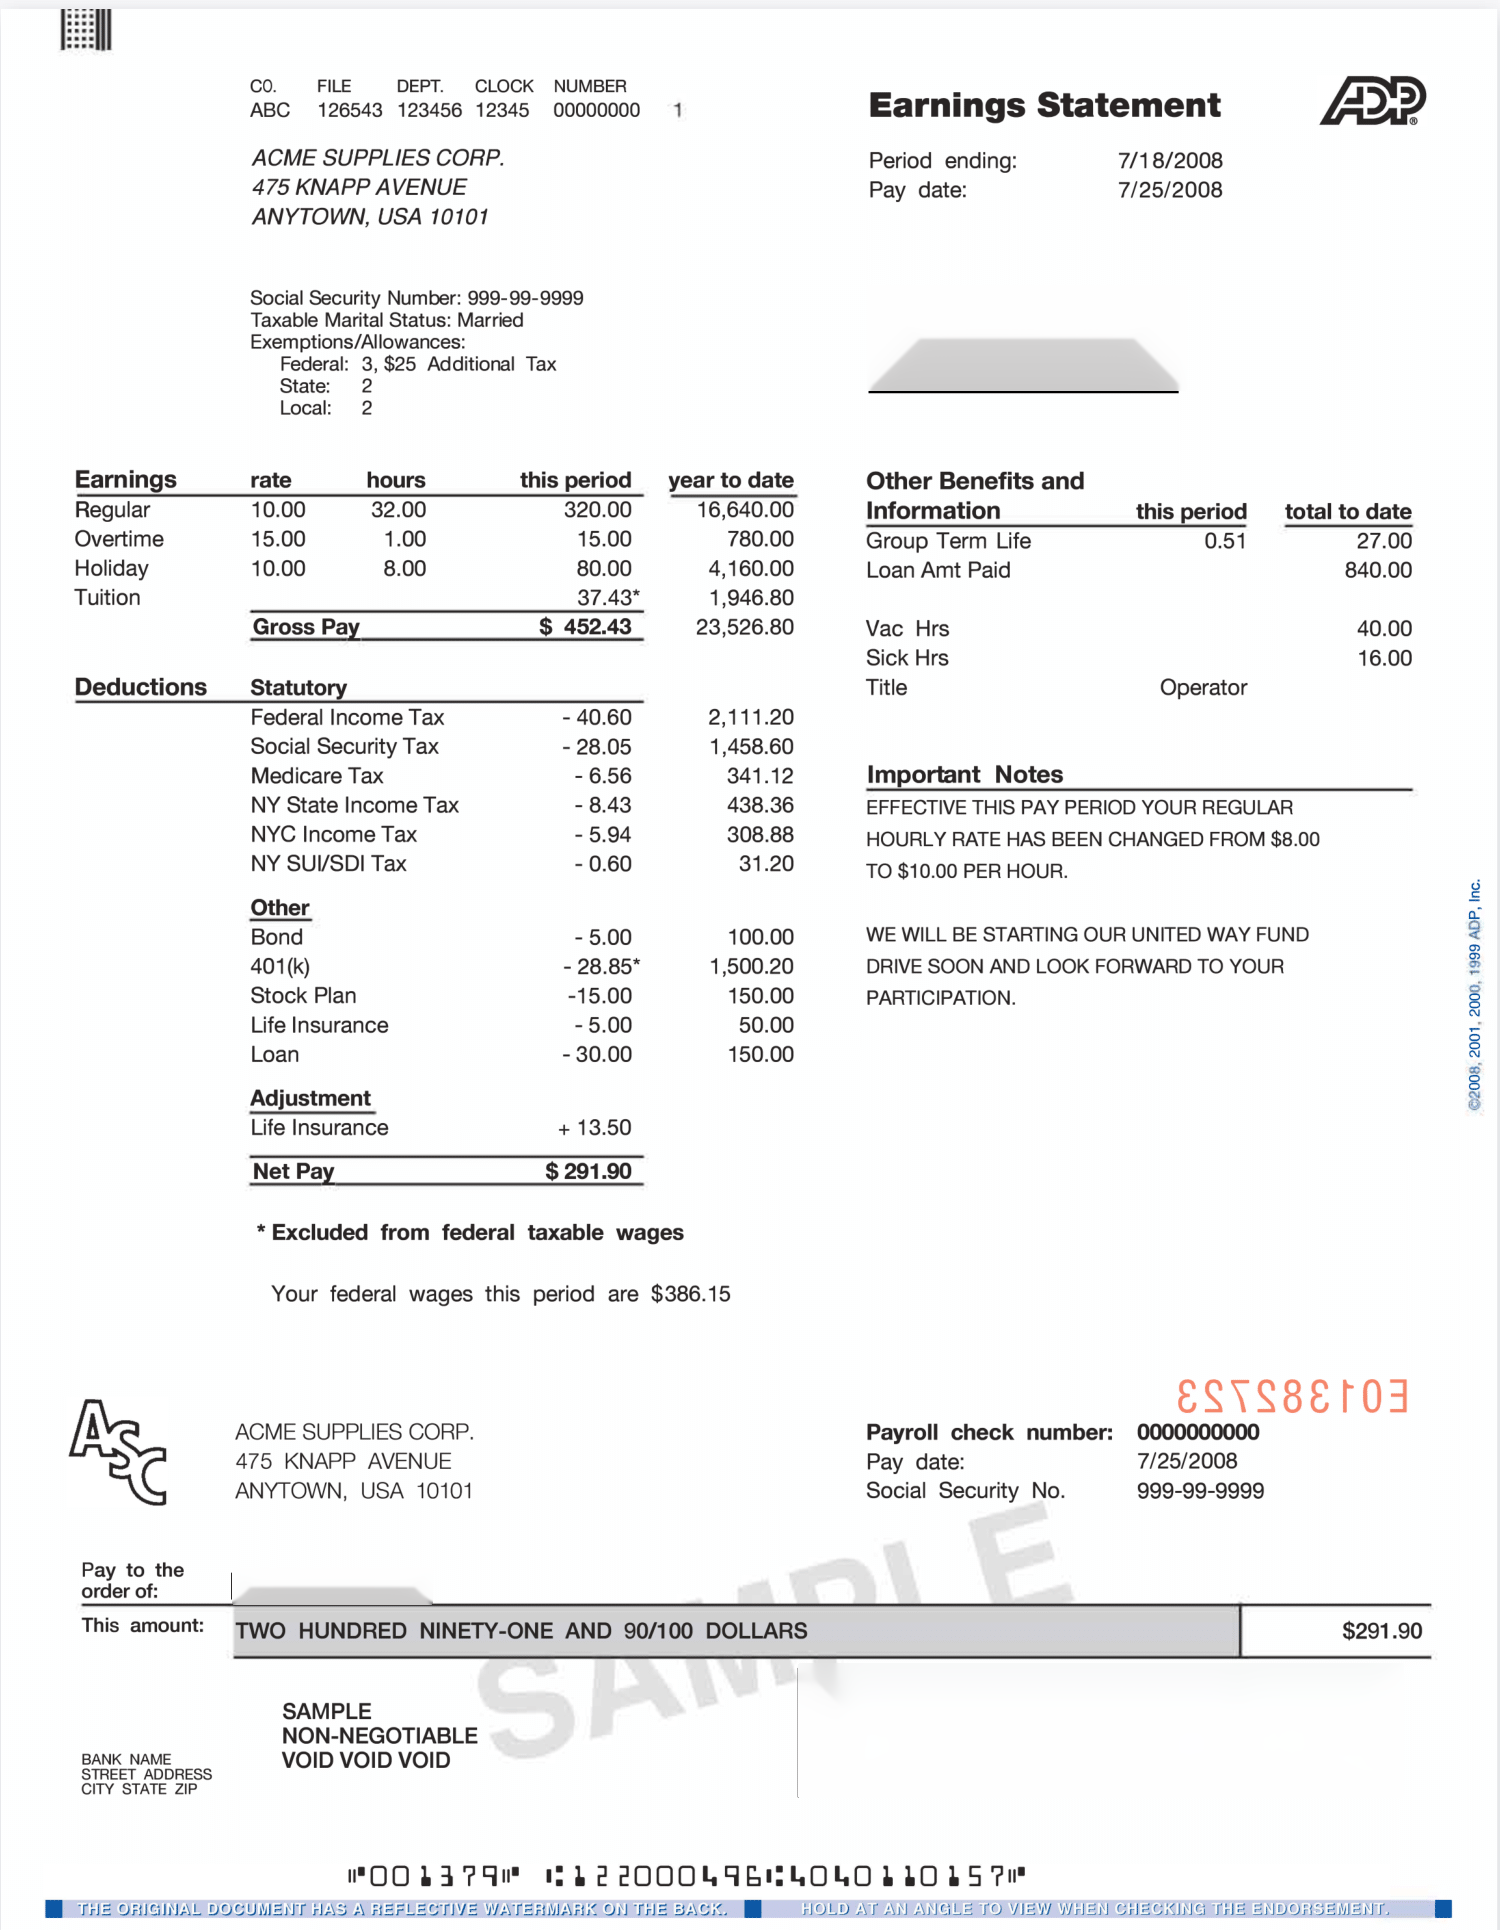 CO. FILE DEPT. CLOCK NUMBER
ABC 126543 123456 12345 00000000 1
Earnings Statement
ADP®
ACME SUPPLIES CORP.
475 KNAPP AVENUE
ANYTOWN, USA 10101
Period ending: 7/18/2008
Pay date: 7/25/2008
Social Security Number: 999-99-9999
Taxable Marital Status: Married
Exemptions/Allowances:
Federal: 3, $25 Additional Tax
State: 2
Local: 2
Earnings rate hours this period year to date
Regular 10.00 32.00 320.00 16,640.00
Overtime 15.00 1.00 15.00 780.00
Holiday 10.00 8.00 80.00 4,160.00
Tuition 37.43* 1,946.80
Gross Pay $ 452.43 23,526.80
Deductions Statutory
Federal Income Tax - 40.60 2,111.20
Social Security Tax - 28.05 1,458.60
Medicare Tax - 6.56 341.12
NY State Income Tax - 8.43 438.36
NYC Income Tax - 5.94 308.88
NY SUI/SDI Tax - 0.60 31.20
Other
Bond - 5.00 100.00
401(k) - 28.85* 1,500.20
Stock Plan -15.00 150.00
Life Insurance - 5.00 50.00
Loan - 30.00 150.00
Adjustment
Life Insurance + 13.50
Net Pay $ 291.90
* Excluded from federal taxable wages
Your federal wages this period are $386.15
Other Benefits and
Information this period total to date
Group Term Life 0.51 27.00
Loan Amt Paid 840.00
Vac Hrs 40.00
Sick Hrs 16.00
Title Operator
Important Notes
EFFECTIVE THIS PAY PERIOD YOUR REGULAR
HOURLY RATE HAS BEEN CHANGED FROM $8.00
TO $10.00 PER HOUR.
WE WILL BE STARTING OUR UNITED WAY FUND
DRIVE SOON AND LOOK FORWARD TO YOUR
PARTICIPATION.
©2008, 2001, 2000, 1999 ADP, Inc.
E01382723
ASC
ACME SUPPLIES CORP.
475 KNAPP AVENUE
ANYTOWN, USA 10101
Payroll check number: 0000000000
Pay date: 7/25/2008
Social Security No. 999-99-9999
Pay to the
order of:
This amount: TWO HUNDRED NINETY-ONE AND 90/100 DOLLARS $291.90
SAMPLE
SAMPLE
NON-NEGOTIABLE
VOID VOID VOID
BANK NAME
STREET ADDRESS
CITY STATE ZIP
⑈001379⑈ ⑆122000496⑆4040110157⑈
THE ORIGINAL DOCUMENT HAS A REFLECTIVE WATERMARK ON THE BACK. HOLD AT AN ANGLE TO VIEW WHEN CHECKING THE ENDORSEMENT.